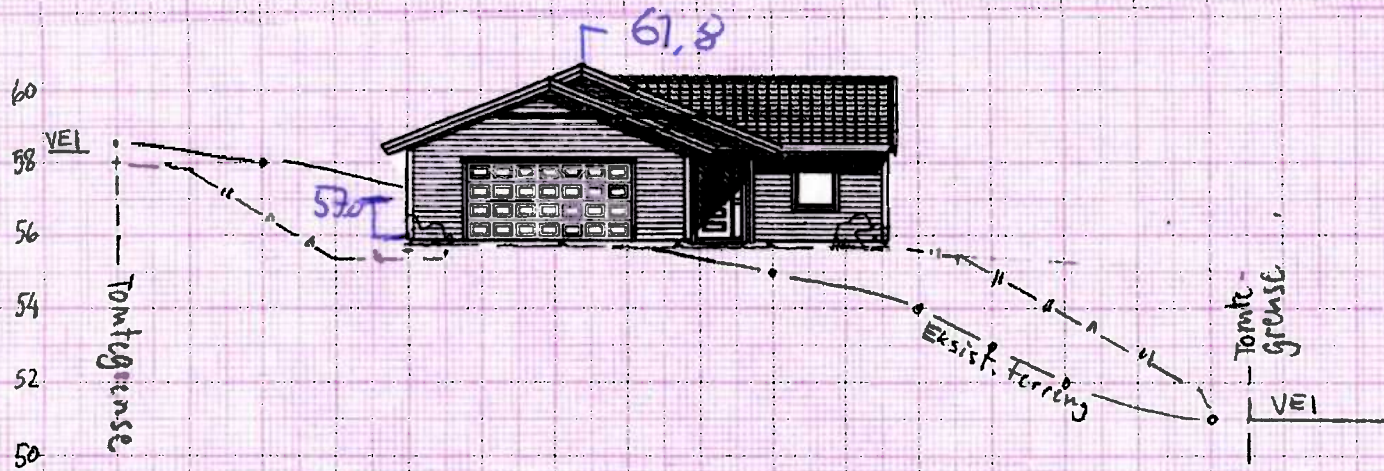 61,8
60
VEI
58
57,0
56
54
52
50
Tomtegrense
Eksist. terreng
Tomte-
grense
VEI